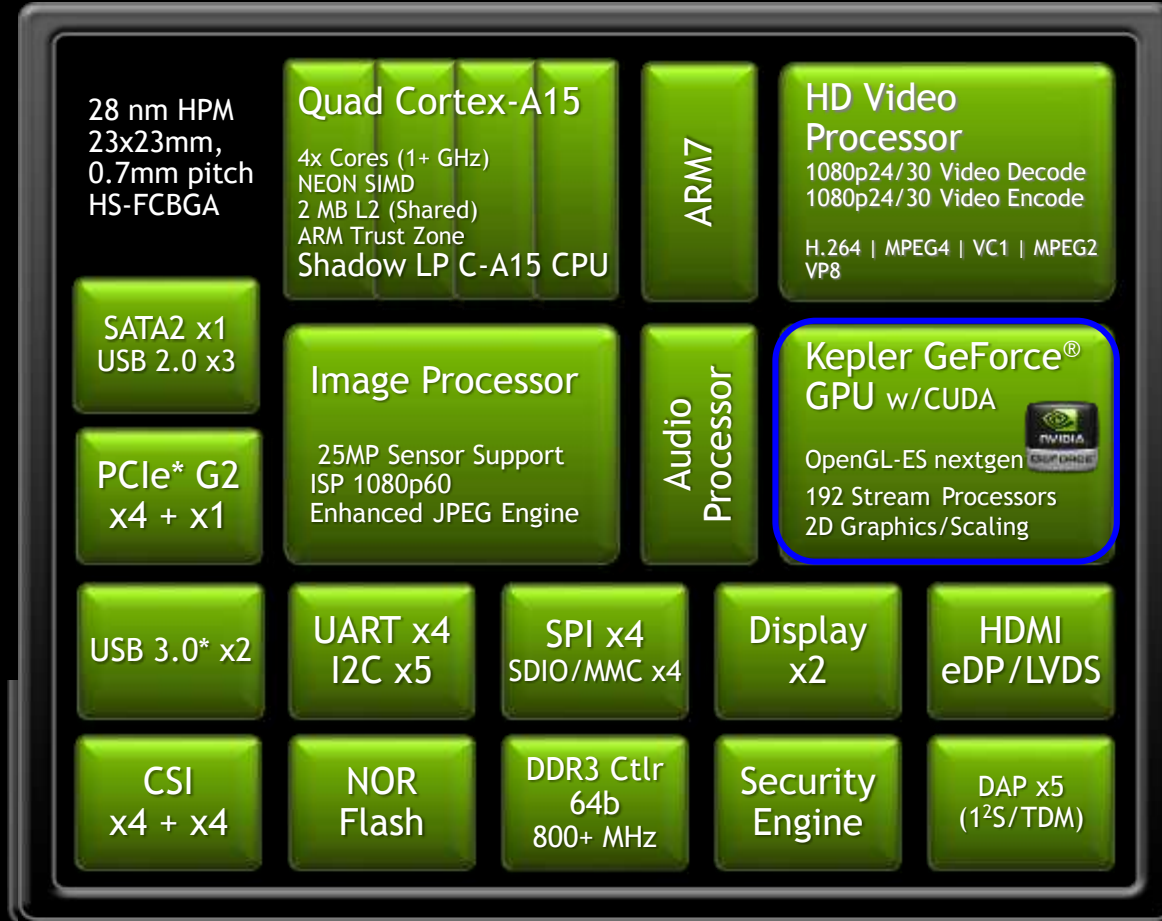 28 nm HPM
23x23mm,
0.7mm pitch
HS-FCBGA
Quad Cortex-A15
4x Cores (1+ GHz)
NEON SIMD
2 MB L2 (Shared)
ARM Trust Zone
Shadow LP C-A15 CPU
ARM7
HD Video
Processor
1080p24/30 Video Decode
1080p24/30 Video Encode
H.264 | MPEG4 | VC1 | MPEG2
VP8
SATA2 x1
USB 2.0 x3
Image Processor
25MP Sensor Support
ISP 1080p60
Enhanced JPEG Engine
Audio
Processor
Kepler GeForce®
GPU w/CUDA
OpenGL-ES nextgen
192 Stream Processors
2D Graphics/Scaling
NVIDIA
GEFORCE
PCIe* G2
x4 + x1
USB 3.0* x2
UART x4
I2C x5
SPI x4
SDIO/MMC x4
Display
x2
HDMI
eDP/LVDS
CSI
x4 + x4
NOR
Flash
DDR3 Ctlr
64b
800+ MHz
Security
Engine
DAP x5
(1²S/TDM)